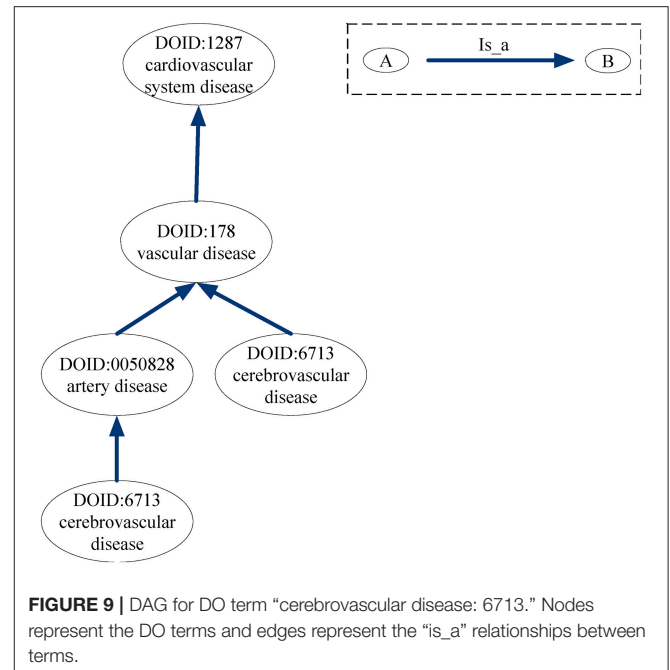 DOID:1287
cardiovascular
system disease
Is_a
A
B
DOID:178
vascular disease
DOID:0050828
artery disease
DOID:6713
cerebrovascular
disease
DOID:6713
cerebrovascular
disease
FIGURE 9 | DAG for DO term “cerebrovascular disease: 6713.” Nodes
represent the DO terms and edges represent the “is_a” relationships between
terms.